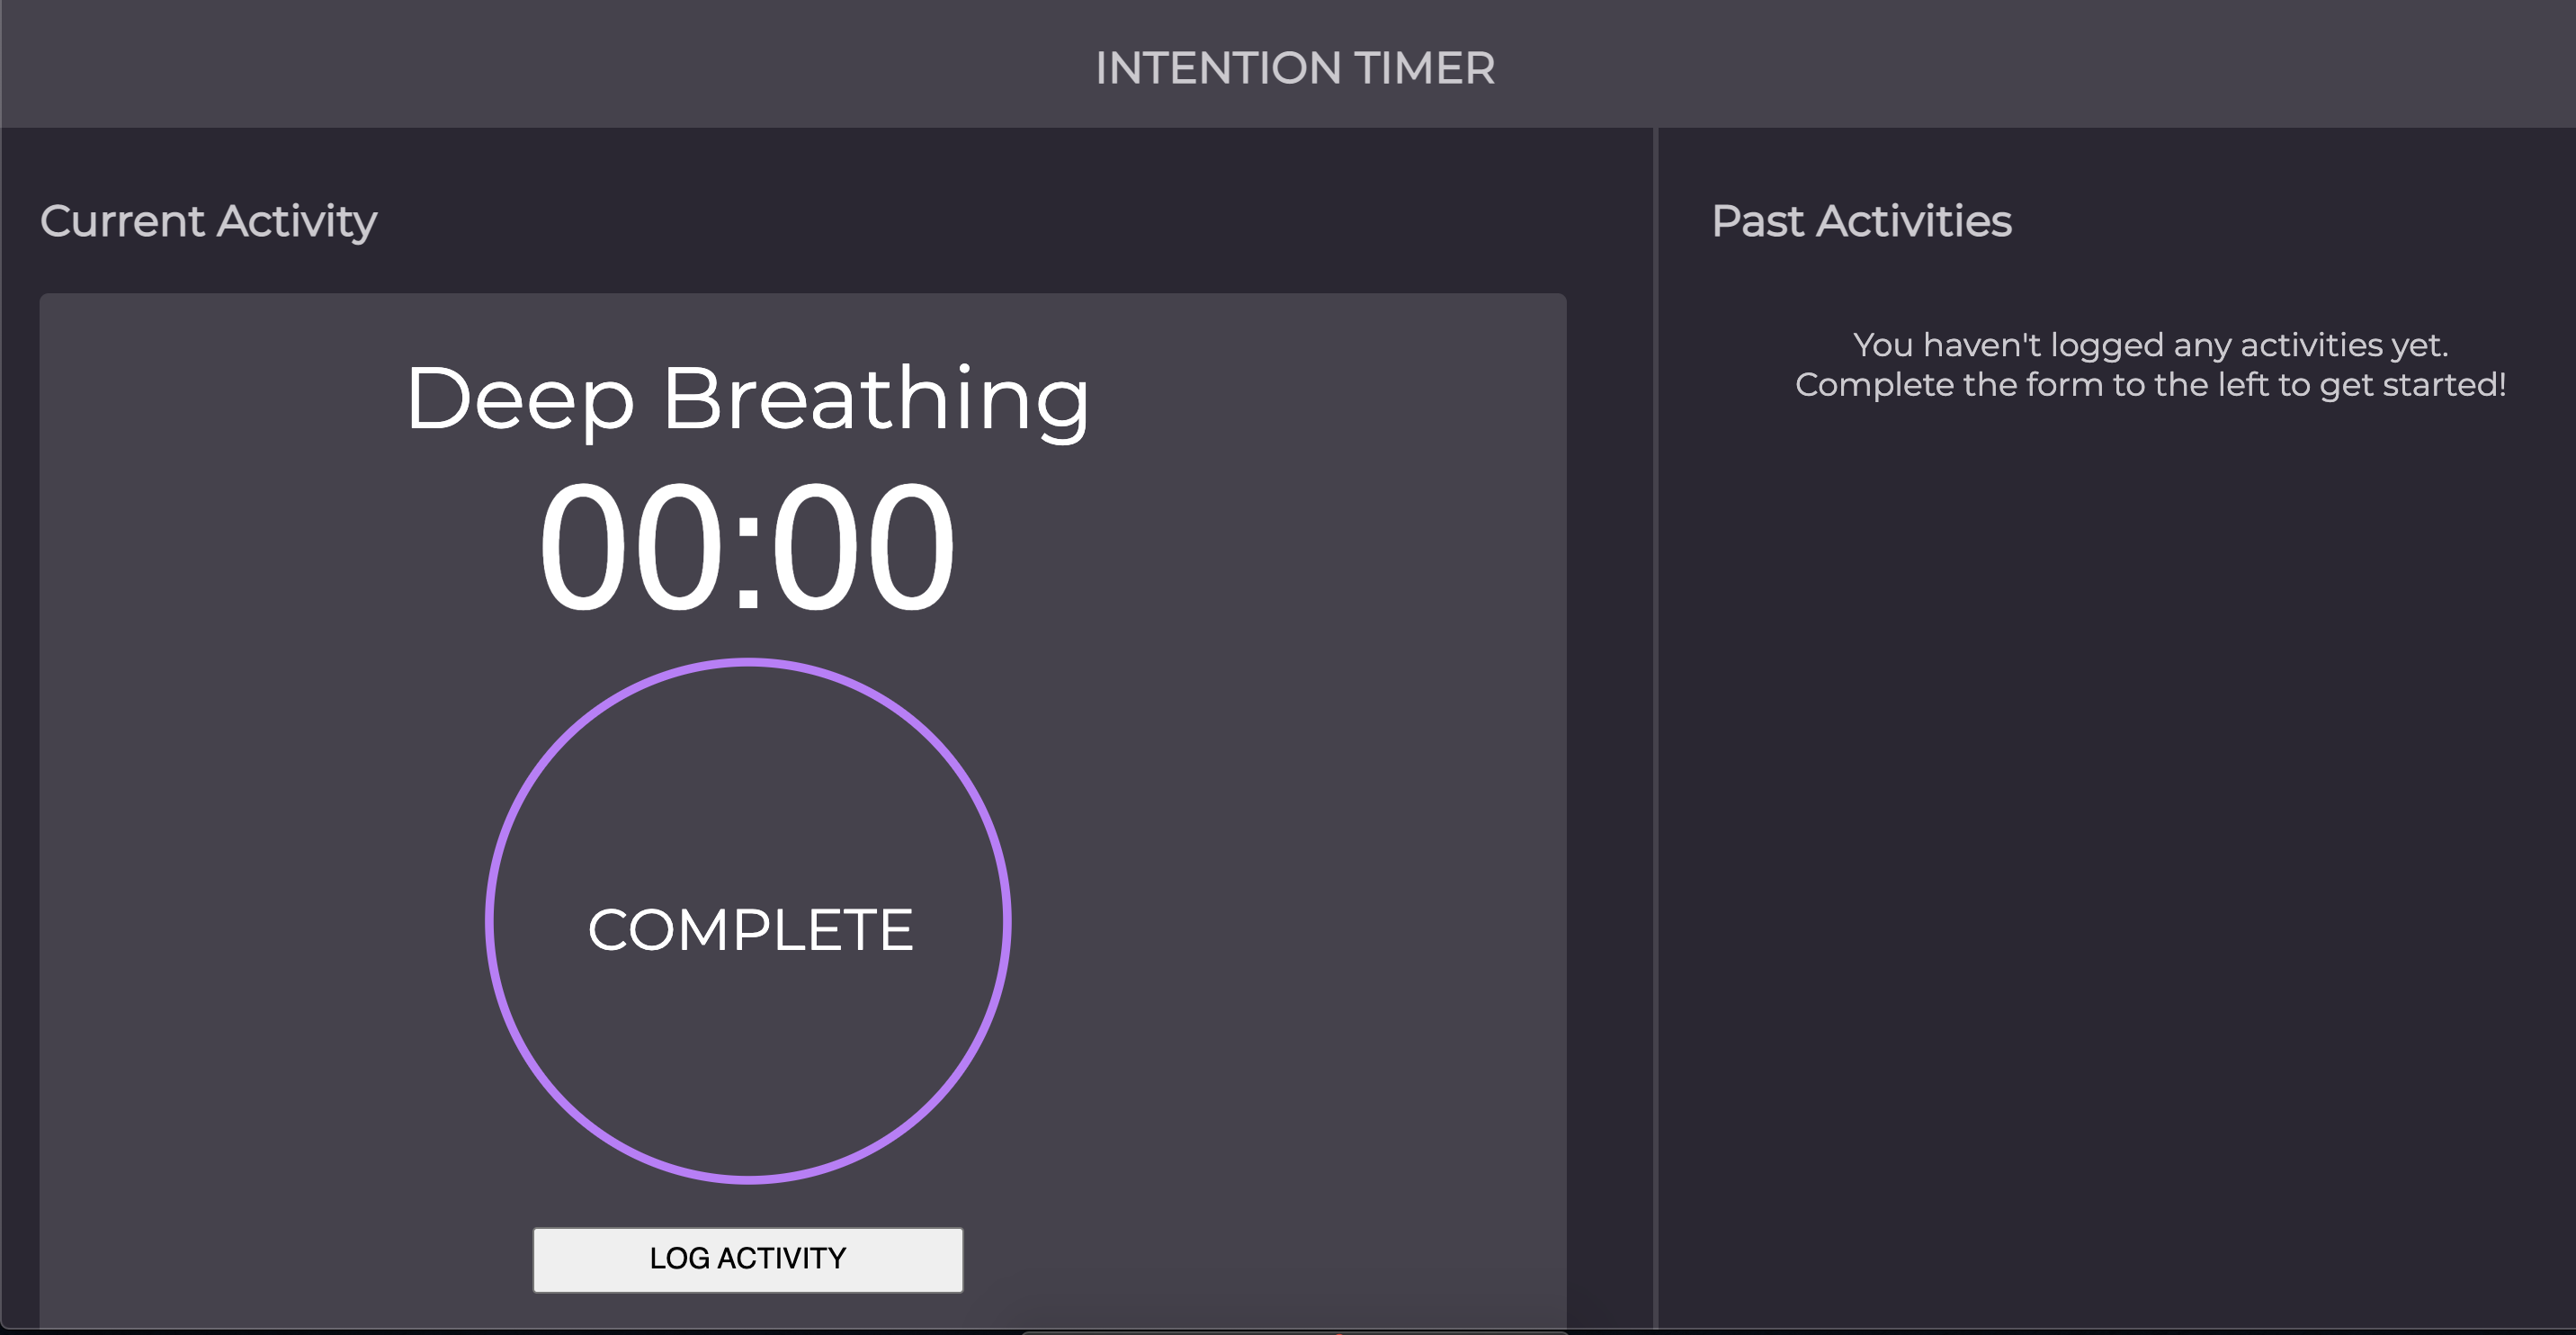 INTENTION TIMER
Current Activity
Deep Breathing
00:00
COMPLETE
LOG ACTIVITY
Past Activities
You haven't logged any activities yet.
Complete the form to the left to get started!